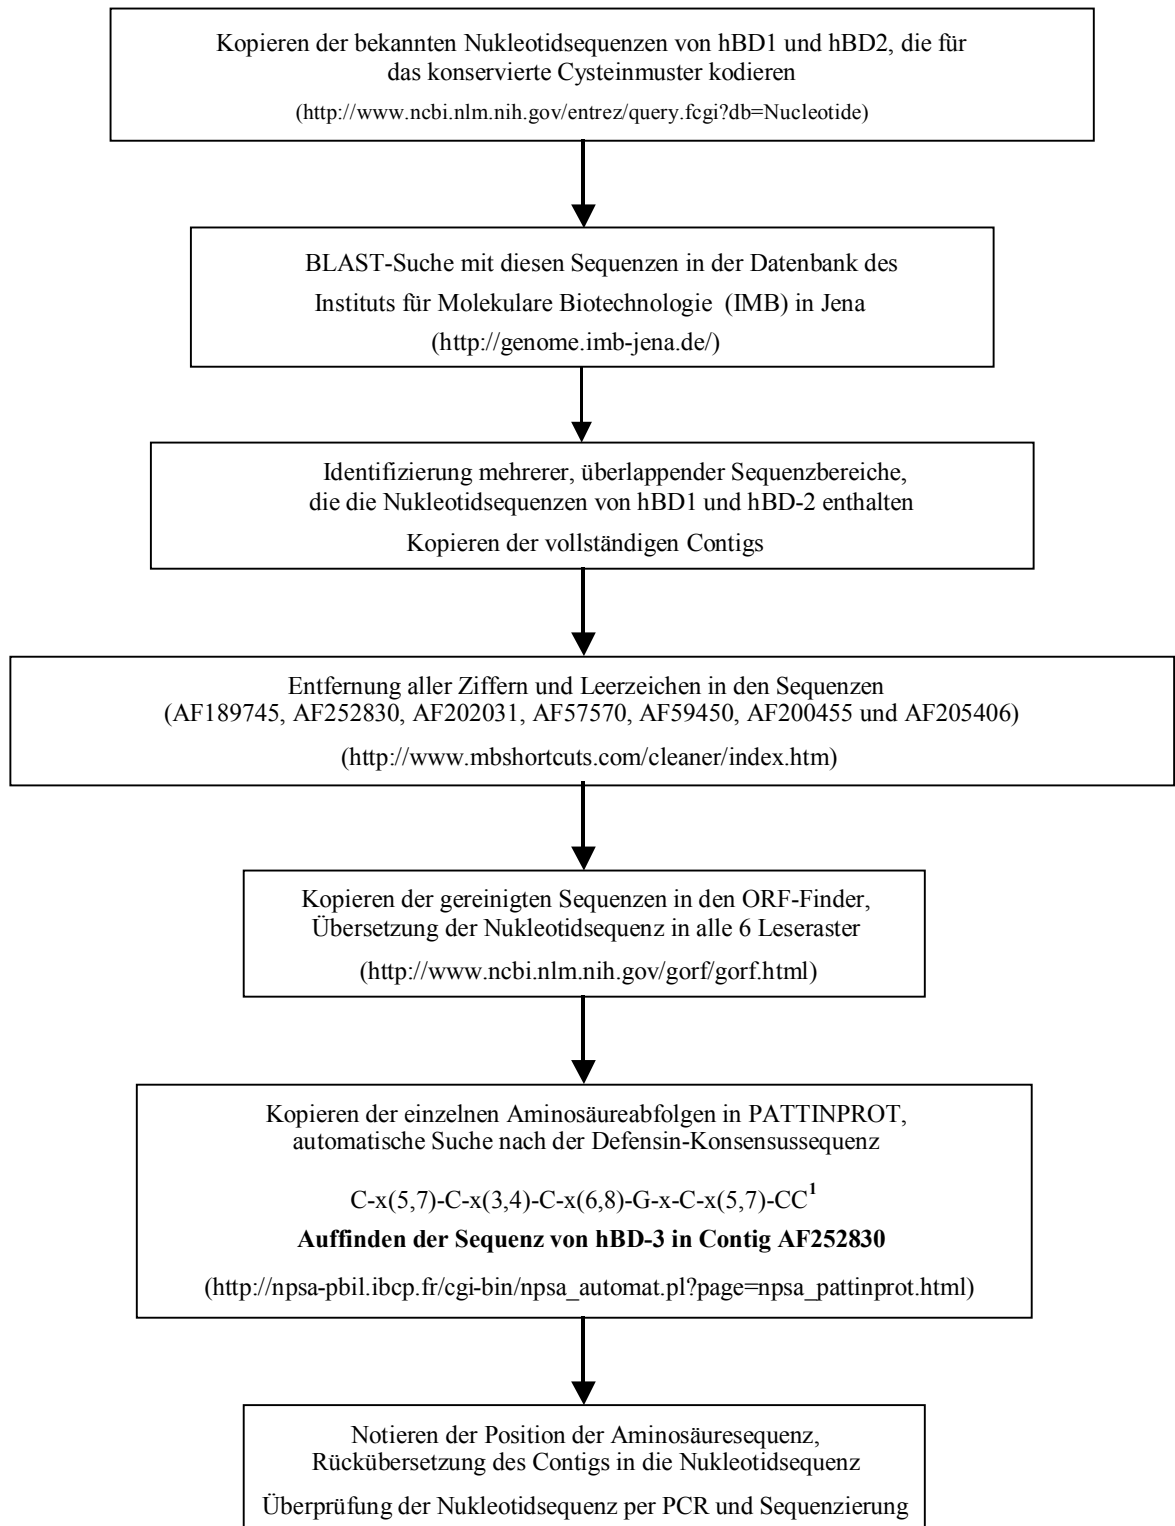 Kopieren der bekannten Nukleotidsequenzen von hBD1 und hBD2, die für
das konservierte Cysteinmuster kodieren
(http://www.ncbi.nlm.nih.gov/entrez/query.fcgi?db=Nucleotide)
BLAST-Suche mit diesen Sequenzen in der Datenbank des
Instituts für Molekulare Biotechnologie (IMB) in Jena
(http://genome.imb-jena.de/)
Identifizierung mehrerer, überlappender Sequenzbereiche,
die die Nukleotidsequenzen von hBD1 und hBD-2 enthalten
Kopieren der vollständigen Contigs
Entfernung aller Ziffern und Leerzeichen in den Sequenzen
(AF189745, AF252830, AF202031, AF57570, AF59450, AF200455 und AF205406)
(http://www.mbshortcuts.com/cleaner/index.htm)
Kopieren der gereinigten Sequenzen in den ORF-Finder,
Übersetzung der Nukleotidsequenz in alle 6 Leseraster
(http://www.ncbi.nlm.nih.gov/gorf/gorf.html)
Kopieren der einzelnen Aminosäureabfolgen in PATTINPROT,
automatische Suche nach der Defensin-Konsensussequenz
C-x(5,7)-C-x(3,4)-C-x(6,8)-G-x-C-x(5,7)-CC¹
Auffinden der Sequenz von hBD-3 in Contig AF252830
(http://npsa-pbil.ibcp.fr/cgi-bin/npsa_automat.pl?page=npsa_pattinprot.html)
Notieren der Position der Aminosäuresequenz,
Rückübersetzung des Contigs in die Nukleotidsequenz
Überprüfung der Nukleotidsequenz per PCR und Sequenzierung